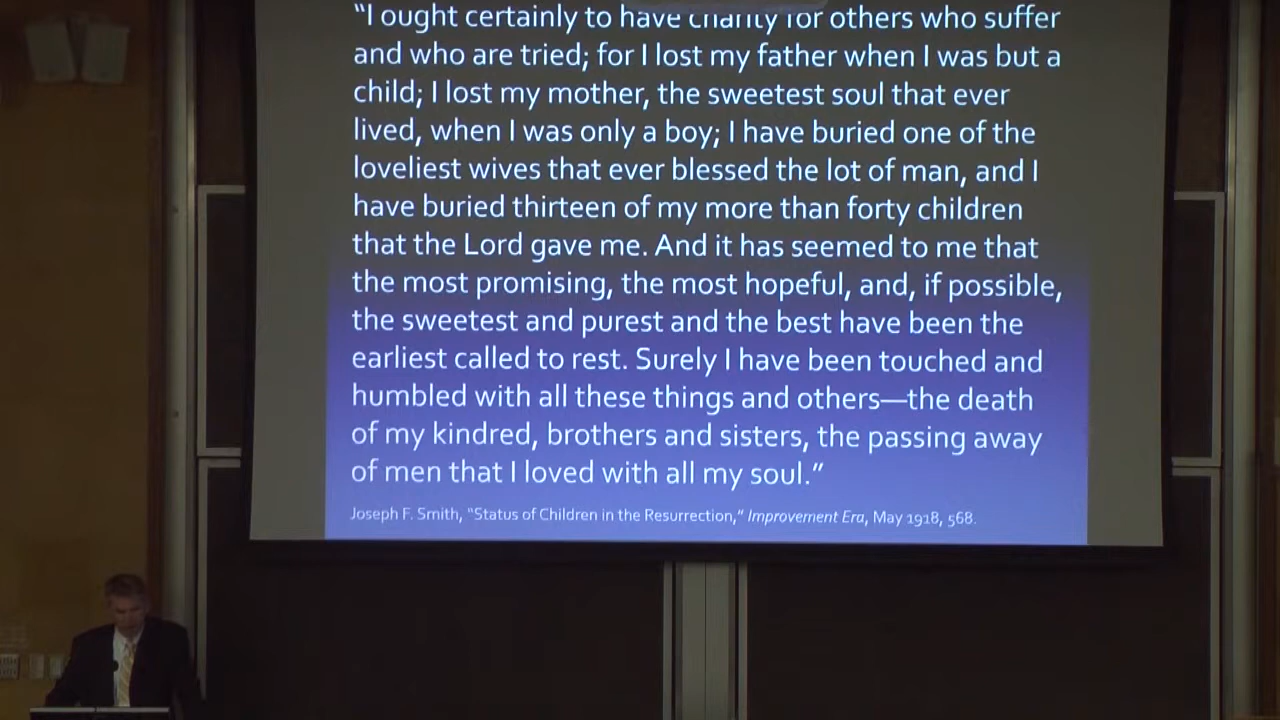 “I ought certainly to have charity for others who suffer
and who are tried; for I lost my father when I was but a
child; I lost my mother, the sweetest soul that ever
lived, when I was only a boy; I have buried one of the
loveliest wives that ever blessed the lot of man, and I
have buried thirteen of my more than forty children
that the Lord gave me. And it has seemed to me that
the most promising, the most hopeful, and, if possible,
the sweetest and purest and the best have been the
earliest called to rest. Surely I have been touched and
humbled with all these things and others—the death
of my kindred, brothers and sisters, the passing away
of men that I loved with all my soul.”
Joseph F. Smith, “Status of Children in the Resurrection,” Improvement Era, May 1918, 568.